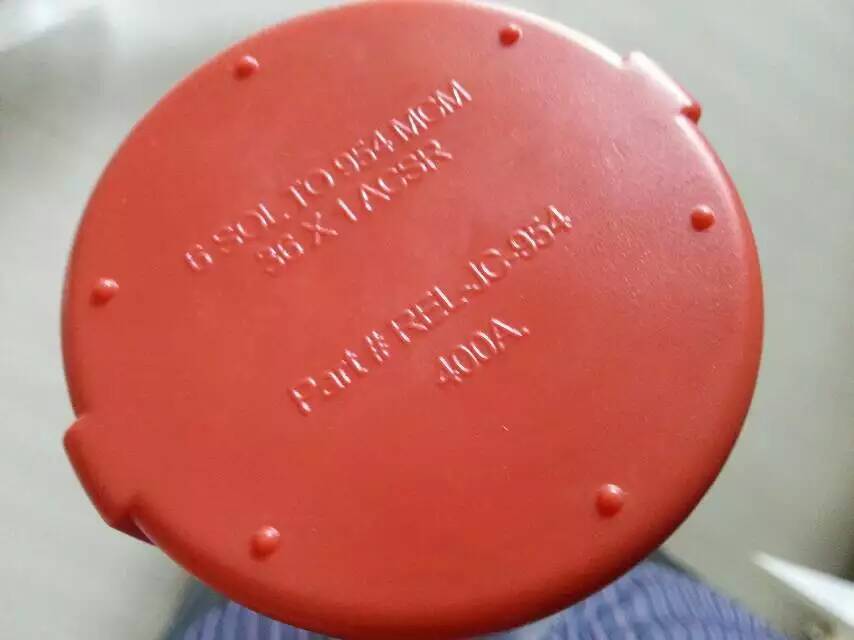 6 SOL TO 954 MCM
36 X 1 ACSR
Part # REL-JC-954
400A.